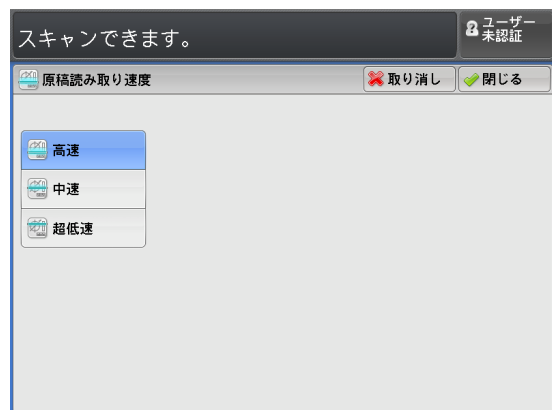 スキャンできます。
ユーザー
未認証
原稿読み取り速度
取り消し
閉じる
高速
中速
超低速